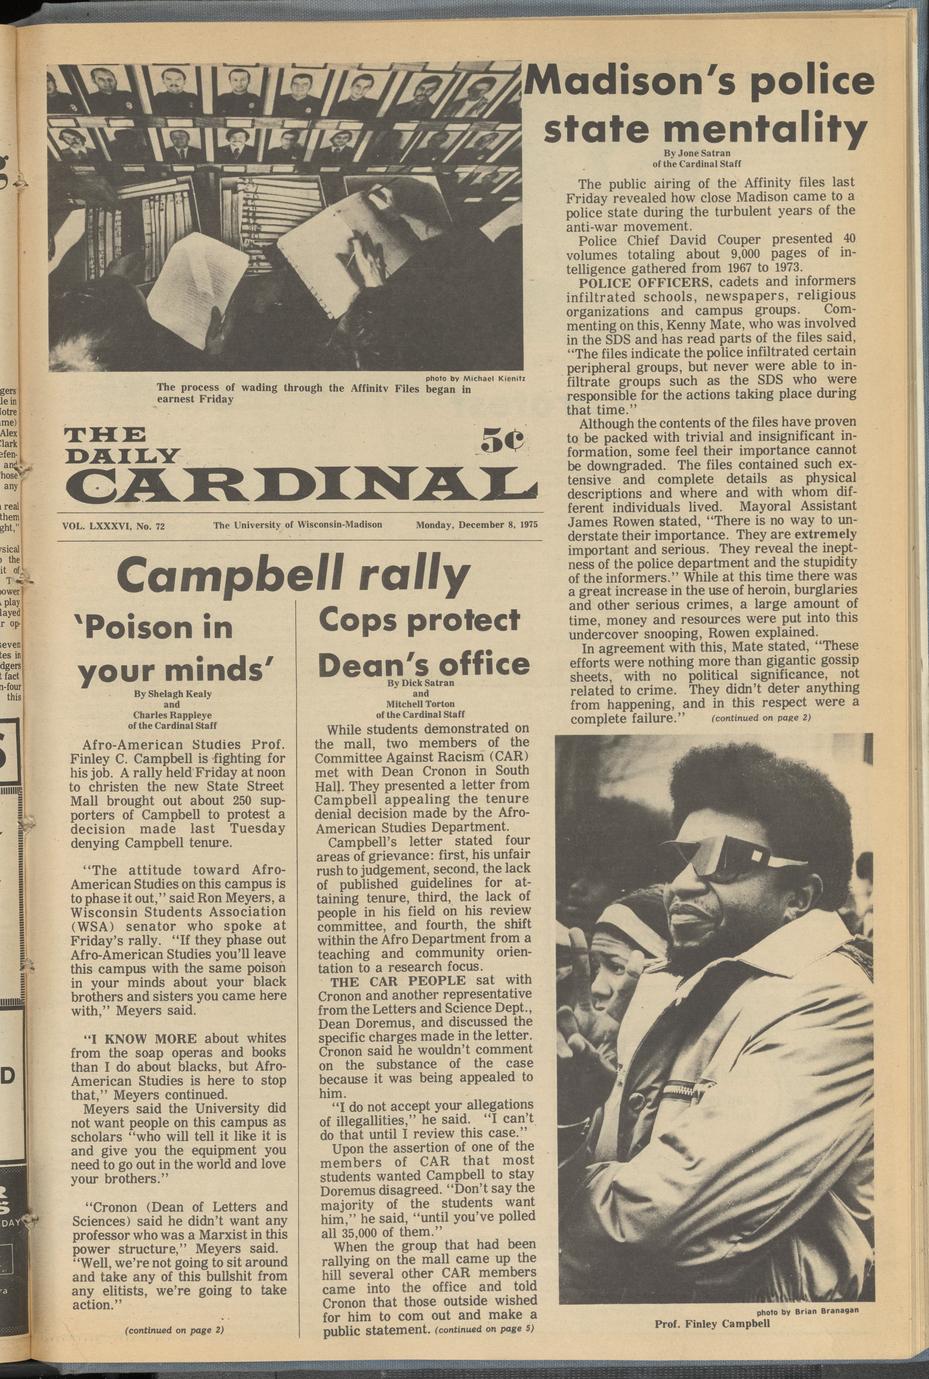 Madison's police
state mentality
By Jone Satran
of the Cardinal Staff
The public airing of the Affinity files last
Friday revealed how close Madison came to a
police state during the turbulent years of the
anti-war movement.
Police Chief David Couper presented 40
volumes totaling about 9,000 pages of in-
telligence gathered from 1967 to 1973.
POLICE OFFICERS, cadets and informers
infiltrated schools, newspapers, religious
organizations and campus groups. Com-
menting on this, Kenny Mate, who was involved
in the SDS and has read parts of the files said,
"The files indicate the police infiltrated certain
peripheral groups, but never were able to in-
filtrate groups such as the SDS who were
responsible for the actions taking place during
that time."
Although the contents of the files have proven
to be packed with trivial and insignificant in-
formation, some feel their importance cannot
be downgraded. The files contained such ex-
tensive and complete details as physical
descriptions and where and with whom dif-
ferent individuals lived. Mayoral Assistant
James Rowen stated, "There is no way to un-
derstate their importance. They are extremely
important and serious. They reveal the inept-
ness of the police department and the stupidity
of the informers." While at this time there was
a great increase in the use of heroin, burglaries
and other serious crimes, a large amount of
time, money and resources were put into this
undercover snooping, Rowen explained.
In agreement with this, Mate stated, "These
efforts were nothing more than gigantic gossip
sheets, with no political significance, not
related to crime. They didn't deter anything
from happening, and in this respect were a
complete failure." (continued on page 2)
photo by Michael Kienitz
The process of wading through the Affinity Files began in
earnest Friday
THE
DAILY
CARDINAL
5¢
VOL. LXXXVI, No. 72 The University of Wisconsin-Madison Monday, December 8, 1975
Campbell rally
'Poison in
your minds'
By Shelagh Kealy
and
Charles Rappleye
of the Cardinal Staff
Afro-American Studies Prof.
Finley C. Campbell is fighting for
his job. A rally held Friday at noon
to christen the new State Street
Mall brought out about 250 sup-
porters of Campbell to protest a
decision made last Tuesday
denying Campbell tenure.
"The attitude toward Afro-
American Studies on this campus is
to phase it out," said Ron Meyers, a
Wisconsin Students Association
(WSA) senator who spoke at
Friday's rally. "If they phase out
Afro-American Studies you'll leave
this campus with the same poison
in your minds about your black
brothers and sisters you came here
with," Meyers said.
"I KNOW MORE about whites
from the soap operas and books
than I do about blacks, but Afro-
American Studies is here to stop
that," Meyers continued.
Meyers said the University did
not want people on this campus as
scholars "who will tell it like it is
and give you the equipment you
need to go out in the world and love
your brothers."
"Cronon (Dean of Letters and
Sciences) said he didn't want any
professor who was a Marxist in this
power structure," Meyers said.
"Well, we're not going to sit around
and take any of this bullshit from
any elitists, we're going to take
action."
(continued on page 2)
Cops protect
Dean's office
By Dick Satran
and
Mitchell Torton
of the Cardinal Staff
While students demonstrated on
the mall, two members of the
Committee Against Racism (CAR)
met with Dean Cronon in South
Hall. They presented a letter from
Campbell appealing the tenure
denial decision made by the Afro-
American Studies Department.
Campbell's letter stated four
areas of grievance: first, his unfair
rush to judgement, second, the lack
of published guidelines for at-
taining tenure, third, the lack of
people in his field on his review
committee, and fourth, the shift
within the Afro Department from a
teaching and community orien-
tation to a research focus.
THE CAR PEOPLE sat with
Cronon and another representative
from the Letters and Science Dept.,
Dean Doremus, and discussed the
specific charges made in the letter.
Cronon said he wouldn't comment
on the substance of the case
because it was being appealed to
him.
"I do not accept your allegations
of illegallities," he said. "I can't
do that until I review this case."
Upon the assertion of one of the
members of CAR that most
students wanted Campbell to stay
Doremus disagreed. "Don't say the
majority of the students want
him," he said, "until you've polled
all 35,000 of them."
When the group that had been
rallying on the mall came up the
hill several other CAR members
came into the office and told
Cronon that those outside wished
for him to com out and make a
public statement. (continued on page 5)
photo by Brian Branagan
Prof. Finley Campbell